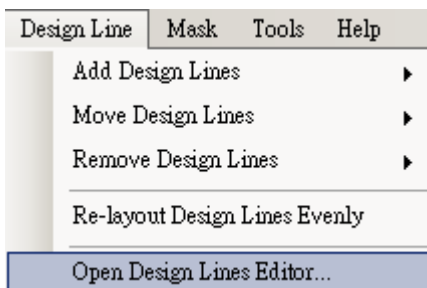 Design Line Mask Tools Help
Add Design Lines
Move Design Lines
Remove Design Lines
Re-layout Design Lines Evenly
Open Design Lines Editor...